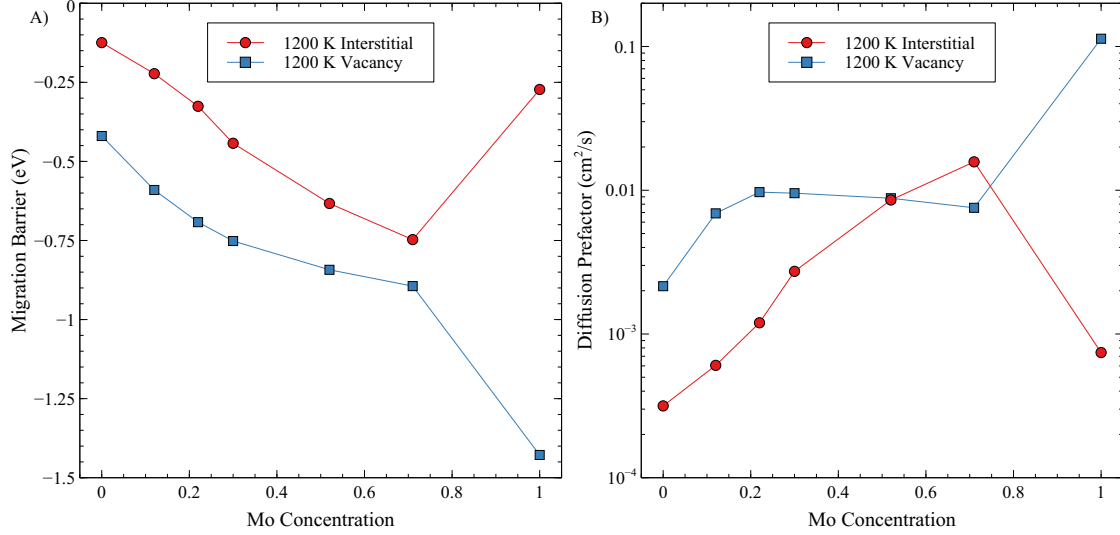 A)
1200 K Interstitial
1200 K Vacancy
Migration Barrier (eV)
0
−0.25
−0.5
−0.75
−1
−1.25
−1.5
0
0.2
0.4
0.6
0.8
1
Mo Concentration
B)
1200 K Interstitial
1200 K Vacancy
Diffusion Prefactor (cm²/s)
0.1
0.01
10⁻³
10⁻⁴
0
0.2
0.4
0.6
0.8
1
Mo Concentration